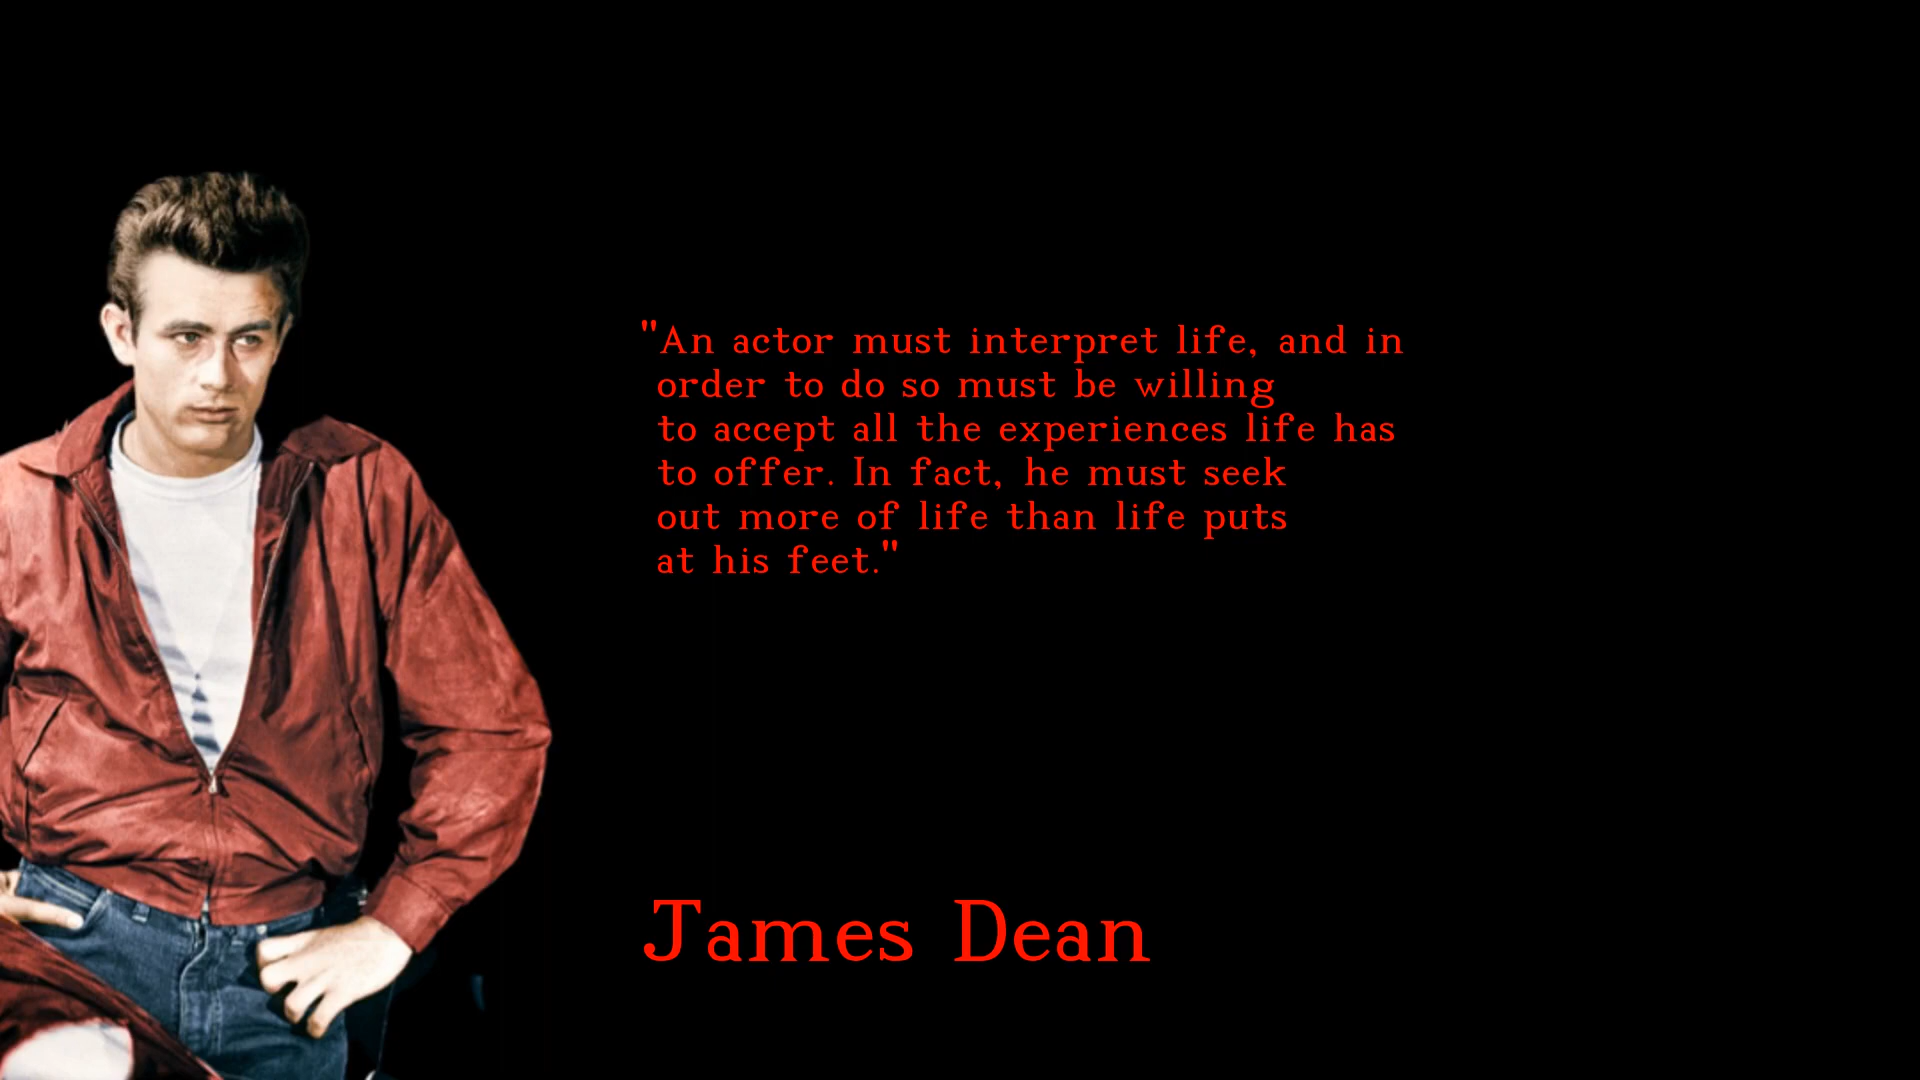 "An actor must interpret life, and in
order to do so must be willing
to accept all the experiences life has
to offer. In fact, he must seek
out more of life than life puts
at his feet."
James Dean